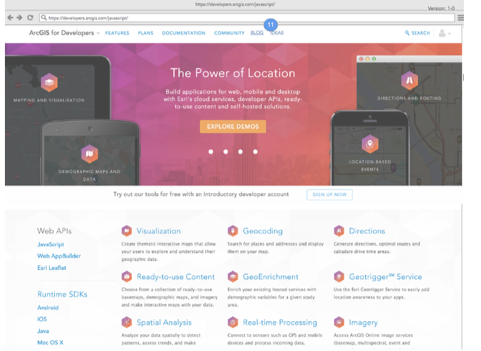 https://developers.arcgis.com/javascript/
Version: 1-0
https://developers.arcgis.com/javascript/
ArcGIS for Developers FEATURES PLANS DOCUMENTATION COMMUNITY BLOG IDEAS SEARCH
11
The Power of Location
Build applications for web, mobile and desktop
with Esri's cloud services, developer APIs, ready-
to-use content and self-hosted solutions.
EXPLORE DEMOS
MAPPING AND VISUALISATION
DIRECTIONS AND ROUTING
DEMOGRAPHIC MAPS AND
DATA
LOCATION-BASED
EVENTS
Try out our tools for free with an Introductory developer account SIGN UP NOW
Web APIs
JavaScript
Web AppBuilder
Esri Leaflet
Runtime SDKs
Android
iOS
Java
Mac OS X
Visualization
Create thematic interactive maps that allow
your users to explore and understand their
geographic data.
Geocoding
Search for places and addresses and display
them on your map.
Directions
Generate directions, optimal routes and
calculate drive time areas.
Ready-to-use Content
Choose from a collection of ready-to-use
basemaps, demographic maps, and imagery
and make interactive maps with your data.
GeoEnrichment
Enrich your existing hosted services with
demographic variables for a given study
area.
Geotrigger℠ Service
Use the Esri Geotrigger Service to easily add
location awareness to your apps.
Spatial Analysis
Analyze your data spatially to detect
patterns, assess trends, and make
Real-time Processing
Connect to sensors such as GPS and mobile
devices and process incoming data.
Imagery
Access ArcGIS Online image services
(basemap, multispectral, event and